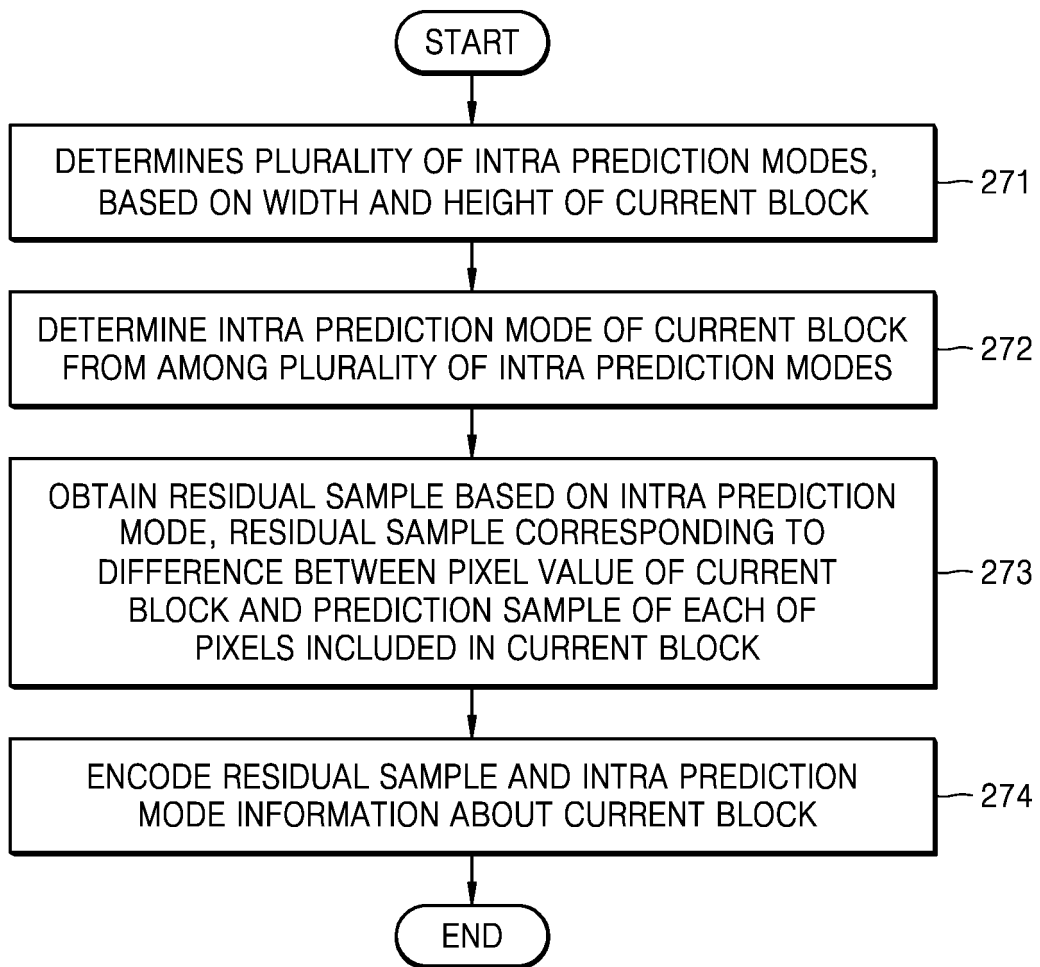 START
DETERMINES PLURALITY OF INTRA PREDICTION MODES,
BASED ON WIDTH AND HEIGHT OF CURRENT BLOCK
271
DETERMINE INTRA PREDICTION MODE OF CURRENT BLOCK
FROM AMONG PLURALITY OF INTRA PREDICTION MODES
272
OBTAIN RESIDUAL SAMPLE BASED ON INTRA PREDICTION
MODE, RESIDUAL SAMPLE CORRESPONDING TO
DIFFERENCE BETWEEN PIXEL VALUE OF CURRENT
BLOCK AND PREDICTION SAMPLE OF EACH OF
PIXELS INCLUDED IN CURRENT BLOCK
273
ENCODE RESIDUAL SAMPLE AND INTRA PREDICTION
MODE INFORMATION ABOUT CURRENT BLOCK
274
END